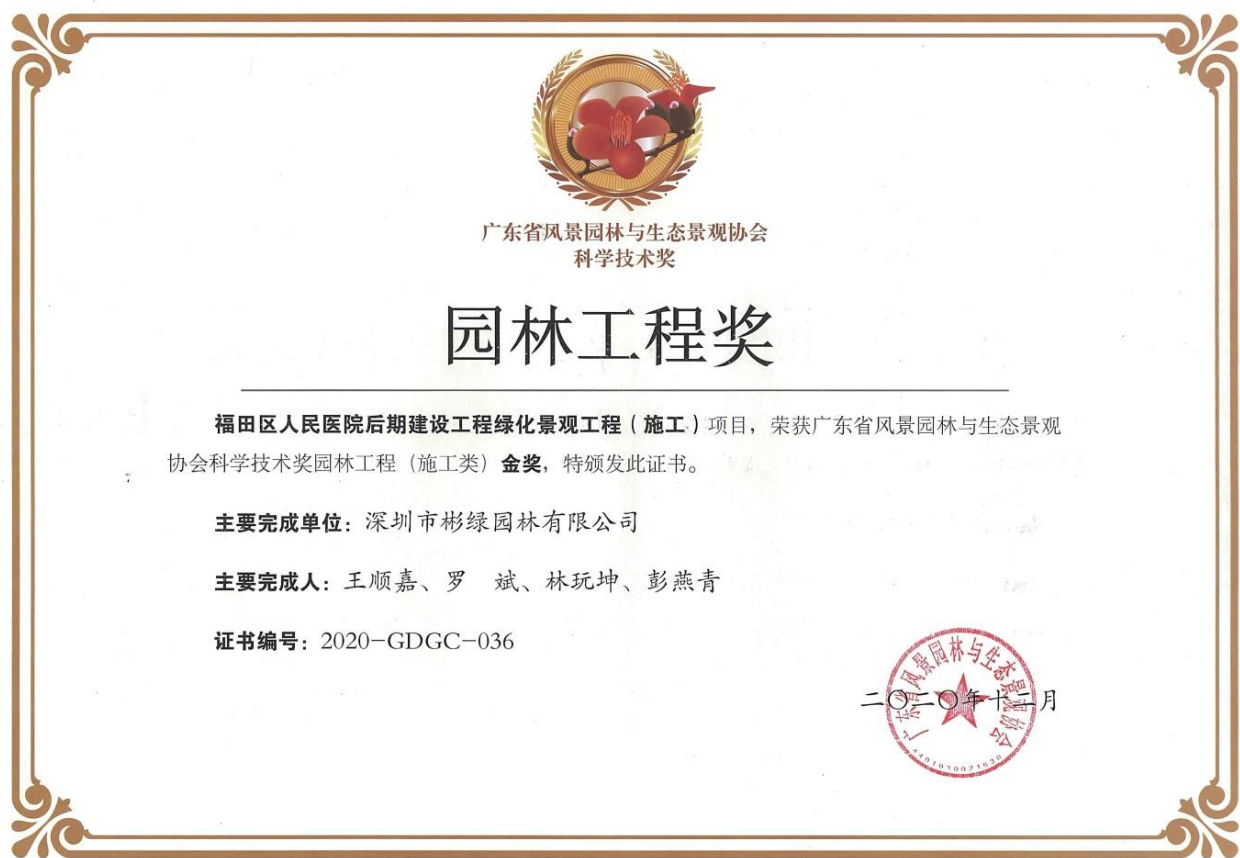 广东省风景园林与生态景观协会
科学技术奖
园林工程奖
福田区人民医院后期建设工程绿化景观工程（施工）项目，荣获广东省风景园林与生态景观
协会科学技术奖园林工程（施工类）金奖，特颁发此证书。
主要完成单位：深圳市彬绿园林有限公司
主要完成人：王顺嘉、罗　斌、林玩坤、彭燕青
证书编号：2020-GDGC-036
二〇二〇年十二月
广东省风景园林与生态景观协会